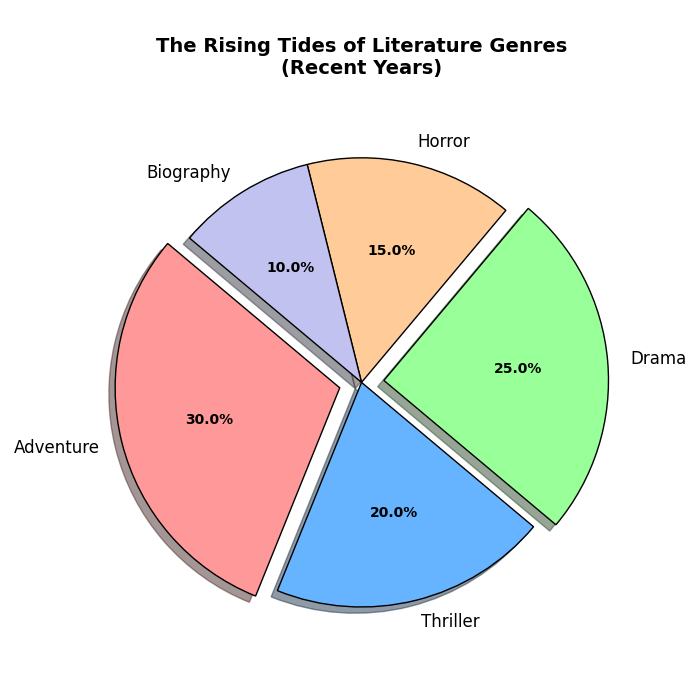 The Rising Tides of Literature Genres
(Recent Years)
Horror
Biography
15.0%
10.0%
Drama
25.0%
30.0%
Adventure
20.0%
Thriller